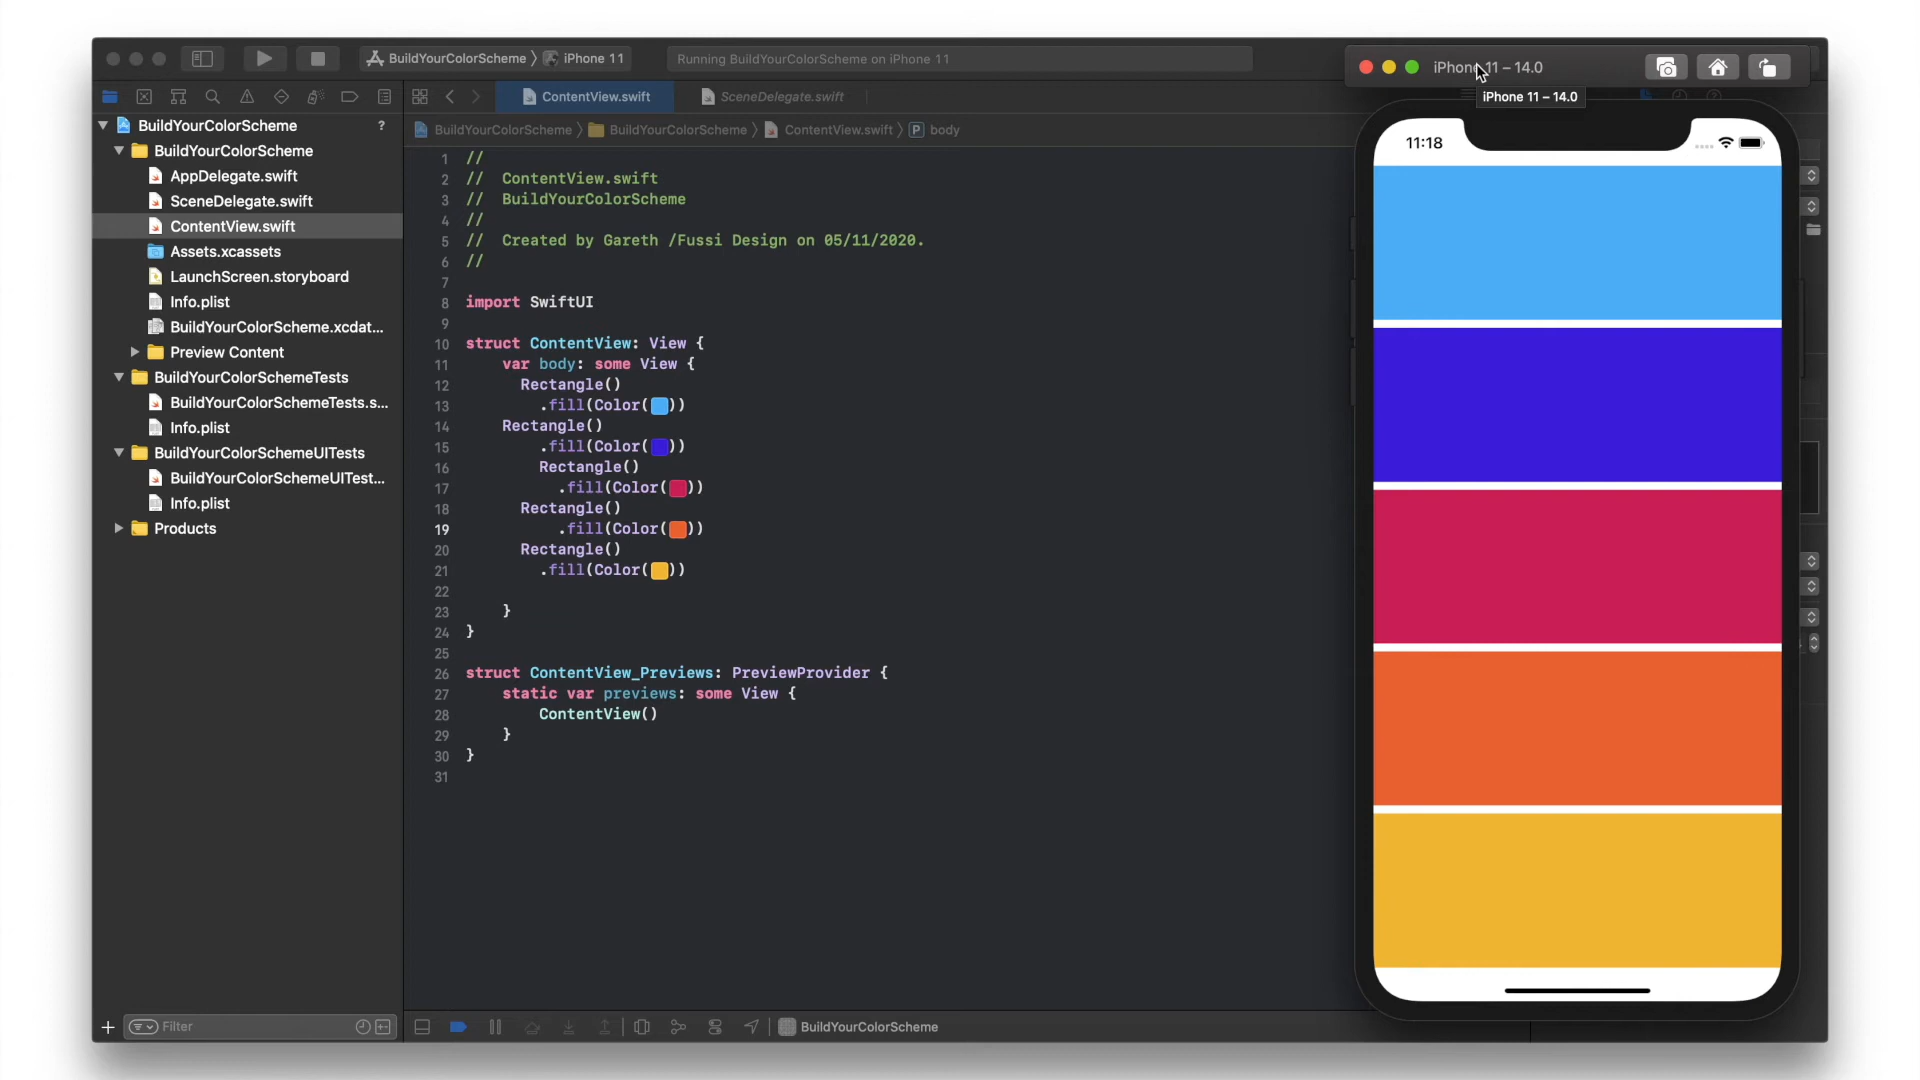 BuildYourColorScheme 〉 iPhone 11
Running BuildYourColorScheme on iPhone 11
iPhone 11 – 14.0
iPhone 11 – 14.0
ContentView.swift
SceneDelegate.swift
BuildYourColorScheme 〉 BuildYourColorScheme 〉 ContentView.swift 〉 P body
BuildYourColorScheme ?
BuildYourColorScheme
AppDelegate.swift
SceneDelegate.swift
ContentView.swift
Assets.xcassets
LaunchScreen.storyboard
Info.plist
BuildYourColorScheme.xcdat...
Preview Content
BuildYourColorSchemeTests
BuildYourColorSchemeTests.s...
Info.plist
BuildYourColorSchemeUITests
BuildYourColorSchemeUITest...
Info.plist
Products
Filter
1 //
2 //  ContentView.swift
3 //  BuildYourColorScheme
4 //
5 //  Created by Gareth /Fussi Design on 05/11/2020.
6 //
7
8 import SwiftUI
9
10 struct ContentView: View {
11     var body: some View {
12       Rectangle()
13         .fill(Color( ))
14     Rectangle()
15         .fill(Color( ))
16         Rectangle()
17           .fill(Color( ))
18       Rectangle()
19           .fill(Color( ))
20       Rectangle()
21         .fill(Color( ))
22
23     }
24 }
25
26 struct ContentView_Previews: PreviewProvider {
27     static var previews: some View {
28         ContentView()
29     }
30 }
31
BuildYourColorScheme
11:18